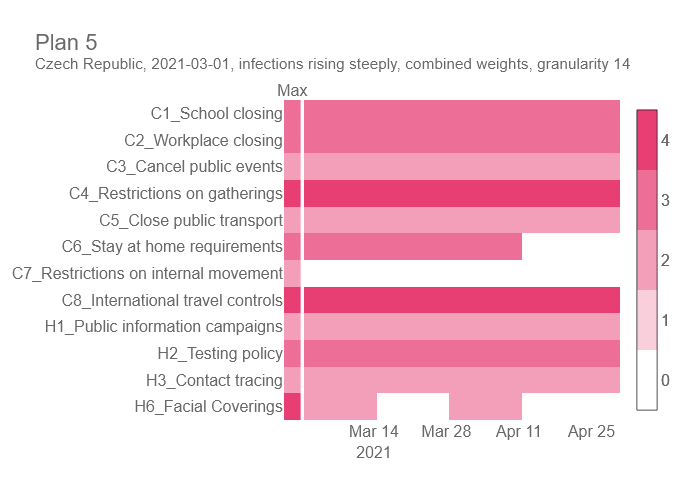 Plan 5
Czech Republic, 2021-03-01, infections rising steeply, combined weights, granularity 14
Max
C1_School closing
C2_Workplace closing
C3_Cancel public events
C4_Restrictions on gatherings
C5_Close public transport
C6_Stay at home requirements
C7_Restrictions on internal movement
C8_International travel controls
H1_Public information campaigns
H2_Testing policy
H3_Contact tracing
H6_Facial Coverings
4
3
2
1
0
Mar 14 Mar 28 Apr 11 Apr 25
2021